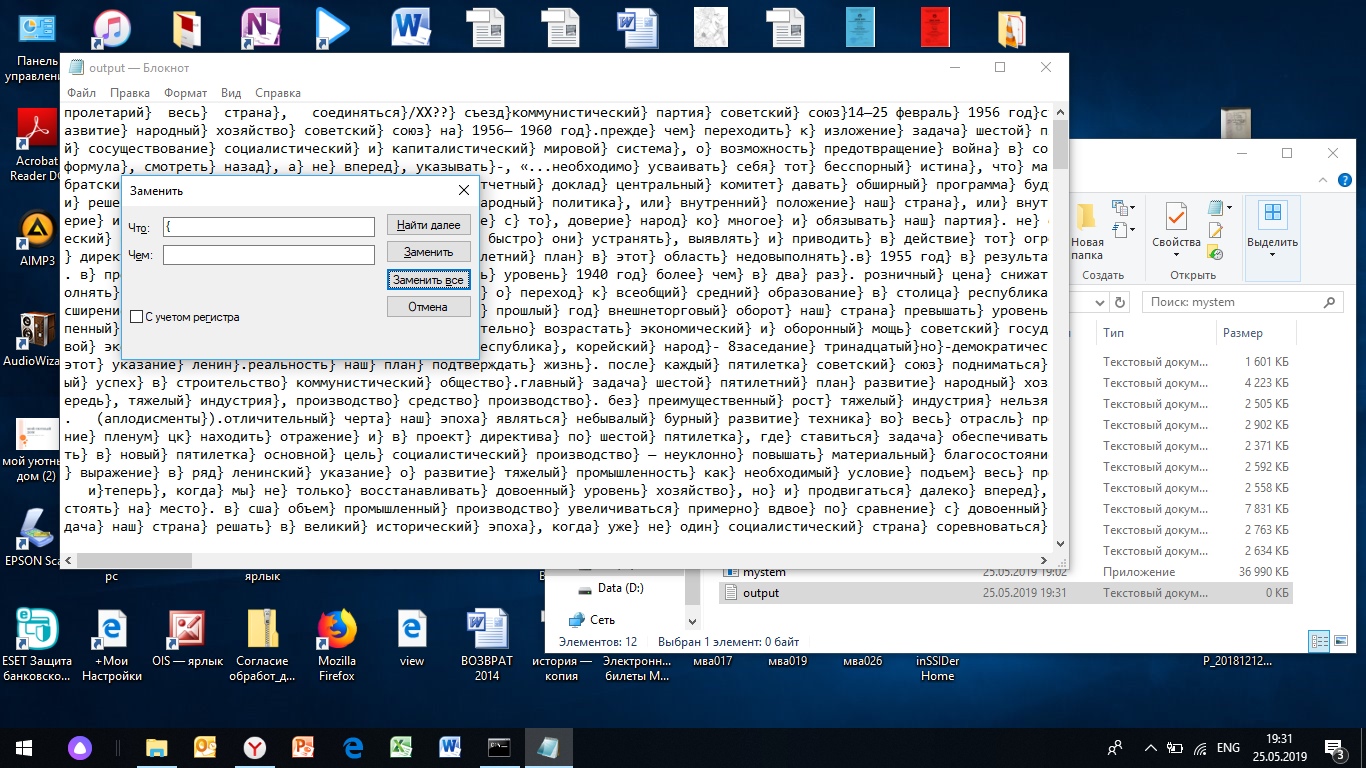 Панель
управлени
output — Блокнот
Файл Правка Формат Вид Справка
пролетарий} весь} страна}, соединяться}/XX??} съезд}коммунистический} партия} советский} союз}14—25 февраль} 1956 год}с
азвитие} народный} хозяйство} советский} союз} на} 1956— 1960 год}.прежде} чем} переходить} к} изложение} задача} шестой} п
й} сосуществование} социалистический} и} капиталистический} мировой} система}, о} возможность} предотвращение} война} в} со
формула}, смотреть} назад}, а} не} вперед}, указывать}-, «...необходимо} усваивать} себя} тот} бесспорный} истина}, что} ма
братски тчетный} доклад} центральный} комитет} давать} обширный} программа} буд
и} реше ародный} политика}, или} внутренний} положение} наш} страна}, или} внут
ерие} и е} с} то}, доверие} народ} ко} многое} и} обязывать} наш} партия}. не}
еский} быстро} они} устранять}, выявлять} и} приводить} в} действие} тот} огр
} дирек летний} план} в} этот} область} недовыполнять}.в} 1955 год} в} результа
. в} пр ь} уровень} 1940 год} более} чем} в} два} раз}. розничный} цена} снижат
олнять} } о} переход} к} всеобщий} средний} образование} в} столица} республика
сширени прошлый} год} внешнеторговый} оборот} наш} страна} превышать} уровень
пенный} тельно} возрастать} экономический} и} оборонный} мощь} советский} госуд
вой} эк еспублика}, корейский} народ}- 8заседание} тринадцатый}но}-демократичес
этот} указание} ленин}.реальность} наш} план} подтверждать} жизнь}. после} каждый} пятилетка} советский} союз} подниматься}
ый} успех} в} строительство} коммунистический} общество}.главный} задача} шестой} пятилетний} план} развитие} народный} хоз
ередь}, тяжелый} индустрия}, производство} средство} производство}. без} преимущественный} рост} тяжелый} индустрия} нельзя
. (аплодисменты}).отличительный} черта} наш} эпоха} являться} небывалый} бурный} развитие} техника} во} весь} отрасль} пр
ние} пленум} цк} находить} отражение} и} в} проект} директива} по} шестой} пятилетка}, где} ставиться} задача} обеспечивать
ть} в} новый} пятилетка} основной} цель} социалистический} производство} — неуклонно} повышать} материальный} благосостояни
} выражение} в} ряд} ленинский} указание} о} развитие} тяжелый} промышленность} как} необходимый} условие} подъем} весь} пр
и}теперь}, когда} мы} не} только} восстанавливать} довоенный} уровень} хозяйство}, но} и} продвигаться} далеко} вперед},
стоять} на} место}. в} сша} объем} промышленный} производство} увеличиваться} примерно} вдвое} по} сравнение} с} довоенный}
дача} наш} страна} решать} в} великий} исторический} эпоха}, когда} уже} не} один} социалистический} страна} соревноваться}
Заменить
Что: {
Чем:
С учетом регистра
Найти далее
Заменить
Заменить все
Отмена
Acrobat
Reader DC
AIMP3
AudioWiza
мой уютны
дом (2)
EPSON Sca
рс
ярлык
Новая
папка
Создать
Свойства
Открыть
Выделить
Поиск: mystem
Тип Размер
Текстовый докум... 1 601 КБ
Текстовый докум... 4 223 КБ
Текстовый докум... 2 505 КБ
Текстовый докум... 2 902 КБ
Текстовый докум... 2 371 КБ
Текстовый докум... 2 592 КБ
Текстовый докум... 2 558 КБ
Текстовый докум... 7 831 КБ
Текстовый докум... 2 763 КБ
Текстовый докум... 2 634 КБ
mystem 25.05.2019 19:02 Приложение 36 990 КБ
output 25.05.2019 19:31 Текстовый докум... 0 КБ
Data (D:)
Сеть
Элементов: 12 Выбран 1 элемент: 0 байт
ESET Защита
банковско...
+Мои
Настройки
OIS — ярлык
Согласие
обработ_д...
Mozilla
Firefox
view
ВОЗВРАТ
2014
история —
копия
Электронн...
билеты М...
мва017
мва019
мва026
inSSIDer
Home
P_20181212...
ENG
19:31
25.05.2019
3